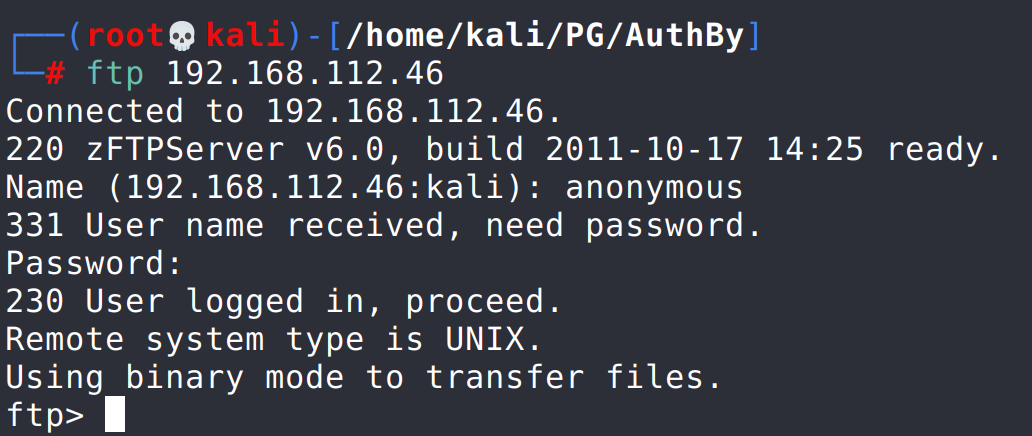 ┌──(root💀kali)-[/home/kali/PG/AuthBy]
└─# ftp 192.168.112.46
Connected to 192.168.112.46.
220 zFTPServer v6.0, build 2011-10-17 14:25 ready.
Name (192.168.112.46:kali): anonymous
331 User name received, need password.
Password:
230 User logged in, proceed.
Remote system type is UNIX.
Using binary mode to transfer files.
ftp>